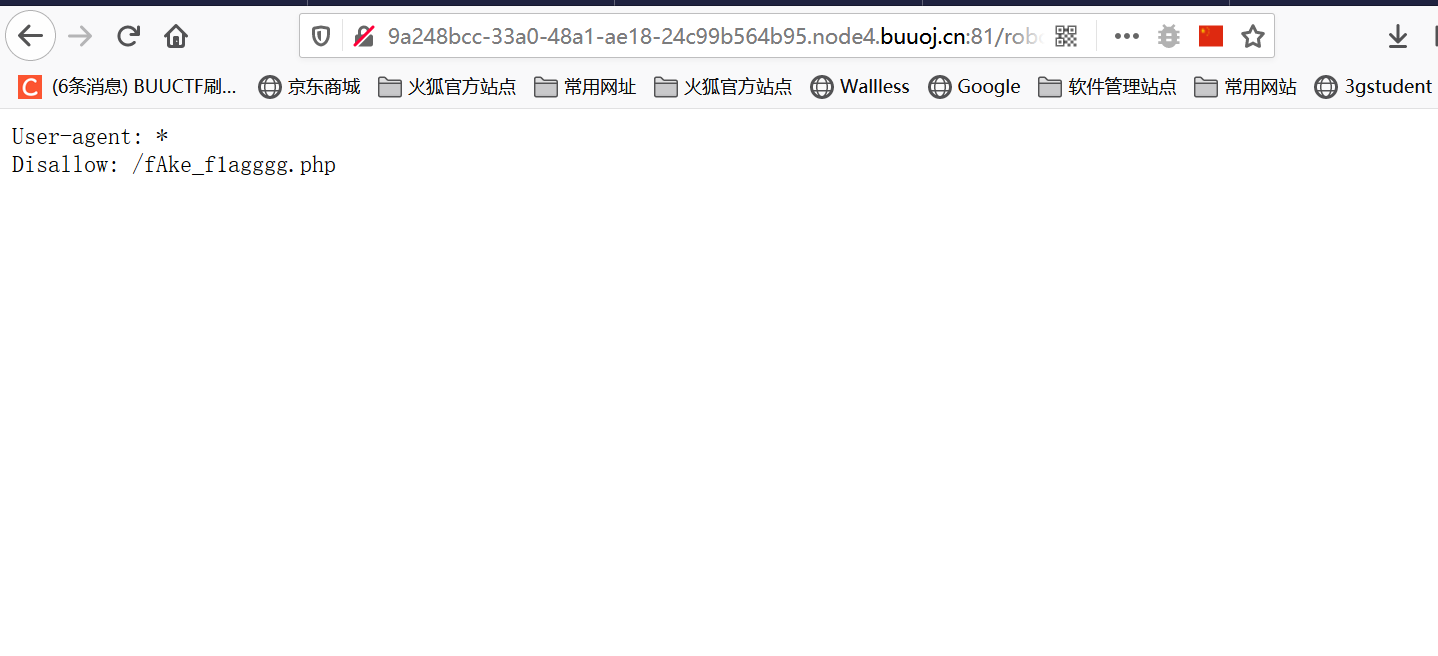 9a248bcc-33a0-48a1-ae18-24c99b564b95.node4.buuoj.cn:81/rob
C (6条消息) BUUCTF刷... 京东商城 火狐官方站点 常用网址 火狐官方站点 Wallless Google 软件管理站点 常用网站 3gstudent
User-agent: *
Disallow: /fAke_f1agggg.php